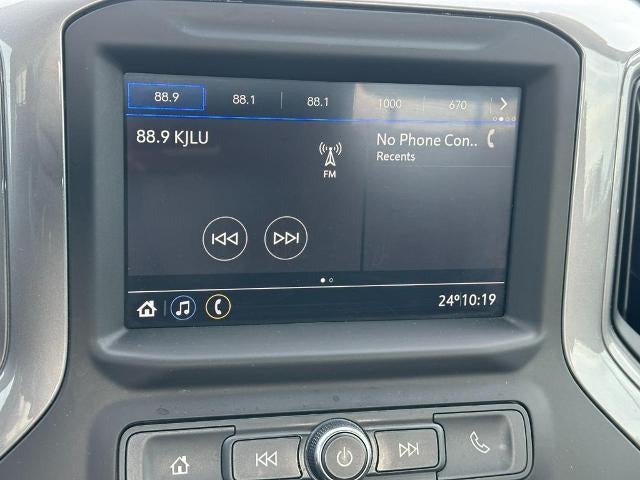 88.9 88.1 88.1 1000 670
88.9 KJLU
FM
No Phone Con..
Recents
24° 10:19